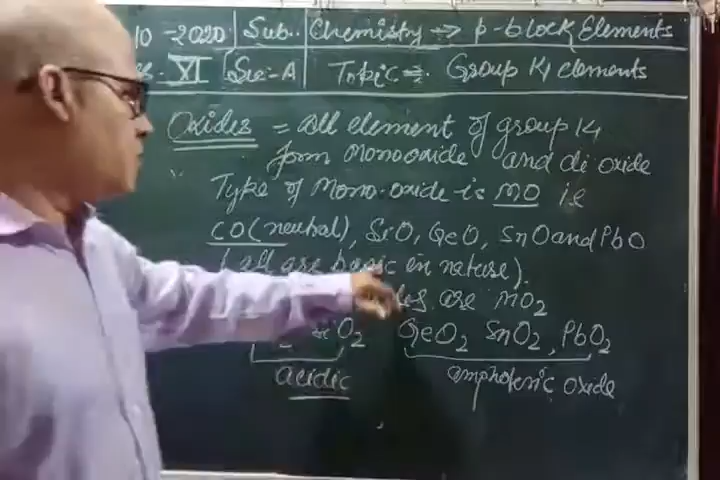 10 -2020 Sub. Chemistry → p-block Elements
XI Sec-A Topic = Group 14 elements
Oxides = All element of group 14
form Monooxide and di oxide
Type of Mono-oxide is MO ie
CO(neutral), SiO, GeO, SnO and PbO
(all are basic in nature).
are MO2
SiO2 GeO2 SnO2, PbO2
acidic amphoteric oxide